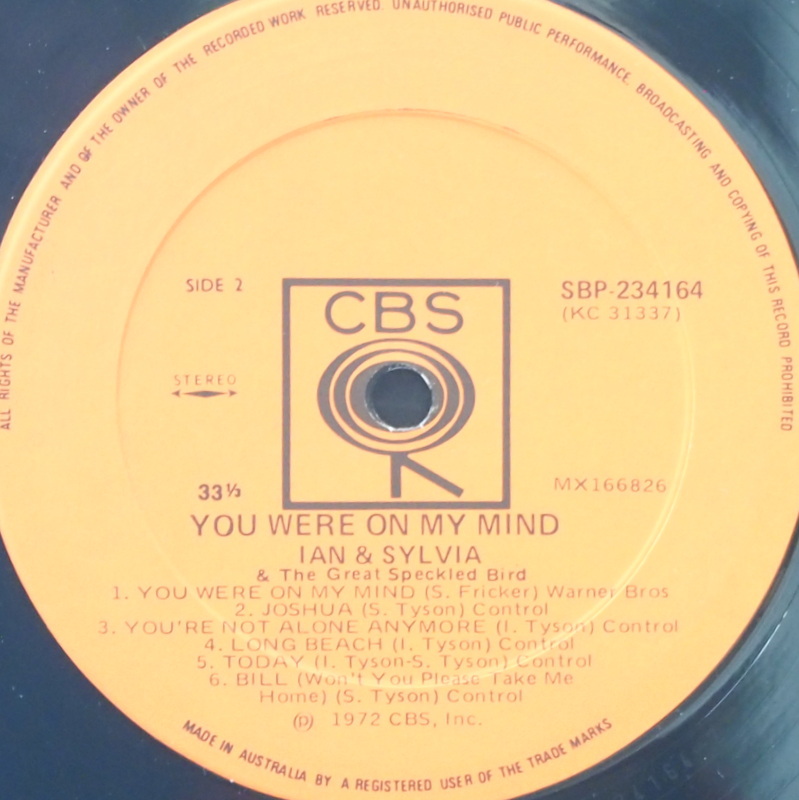 ALL RIGHTS OF THE MANUFACTURER AND OF THE OWNER OF THE RECORDED WORK RESERVED. UNAUTHORISED PUBLIC PERFORMANCE, BROADCASTING AND COPYING OF THIS RECORD PROHIBITED
SIDE 2
CBS
SBP-234164
(KC 31337)
STEREO
33⅓
MX166826
YOU WERE ON MY MIND
IAN & SYLVIA
& The Great Speckled Bird
1. YOU WERE ON MY MIND (S. Fricker) Warner Bros
2. JOSHUA (S. Tyson) Control
3. YOU'RE NOT ALONE ANYMORE (I. Tyson) Control
4. LONG BEACH (I. Tyson) Control
5. TODAY (I. Tyson-S. Tyson) Control
6. BILL (Won't You Please Take Me
Home) (S. Tyson) Control
℗ 1972 CBS, Inc.
MADE IN AUSTRALIA BY A REGISTERED USER OF THE TRADE MARKS